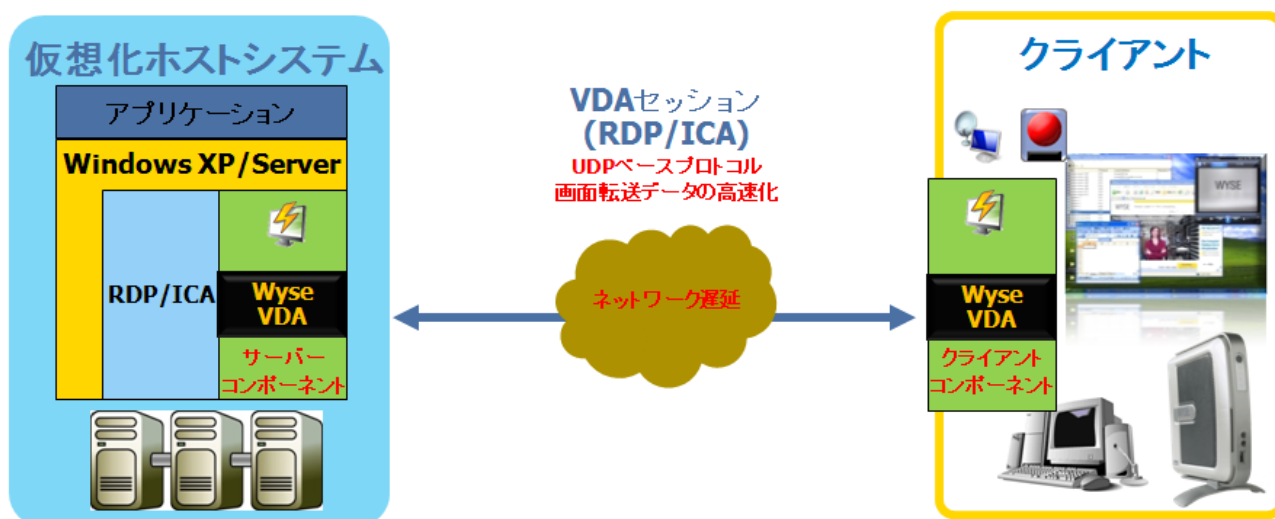 仮想化ホストシステム
アプリケーション
Windows XP/Server
RDP/ICA
Wyse
VDA
サーバー
コンポーネント
VDAセッション
(RDP/ICA)
UDPベースプロトコル
画面転送データの高速化
ネットワーク遅延
クライアント
WYSE
Wyse
VDA
クライアント
コンポーネント